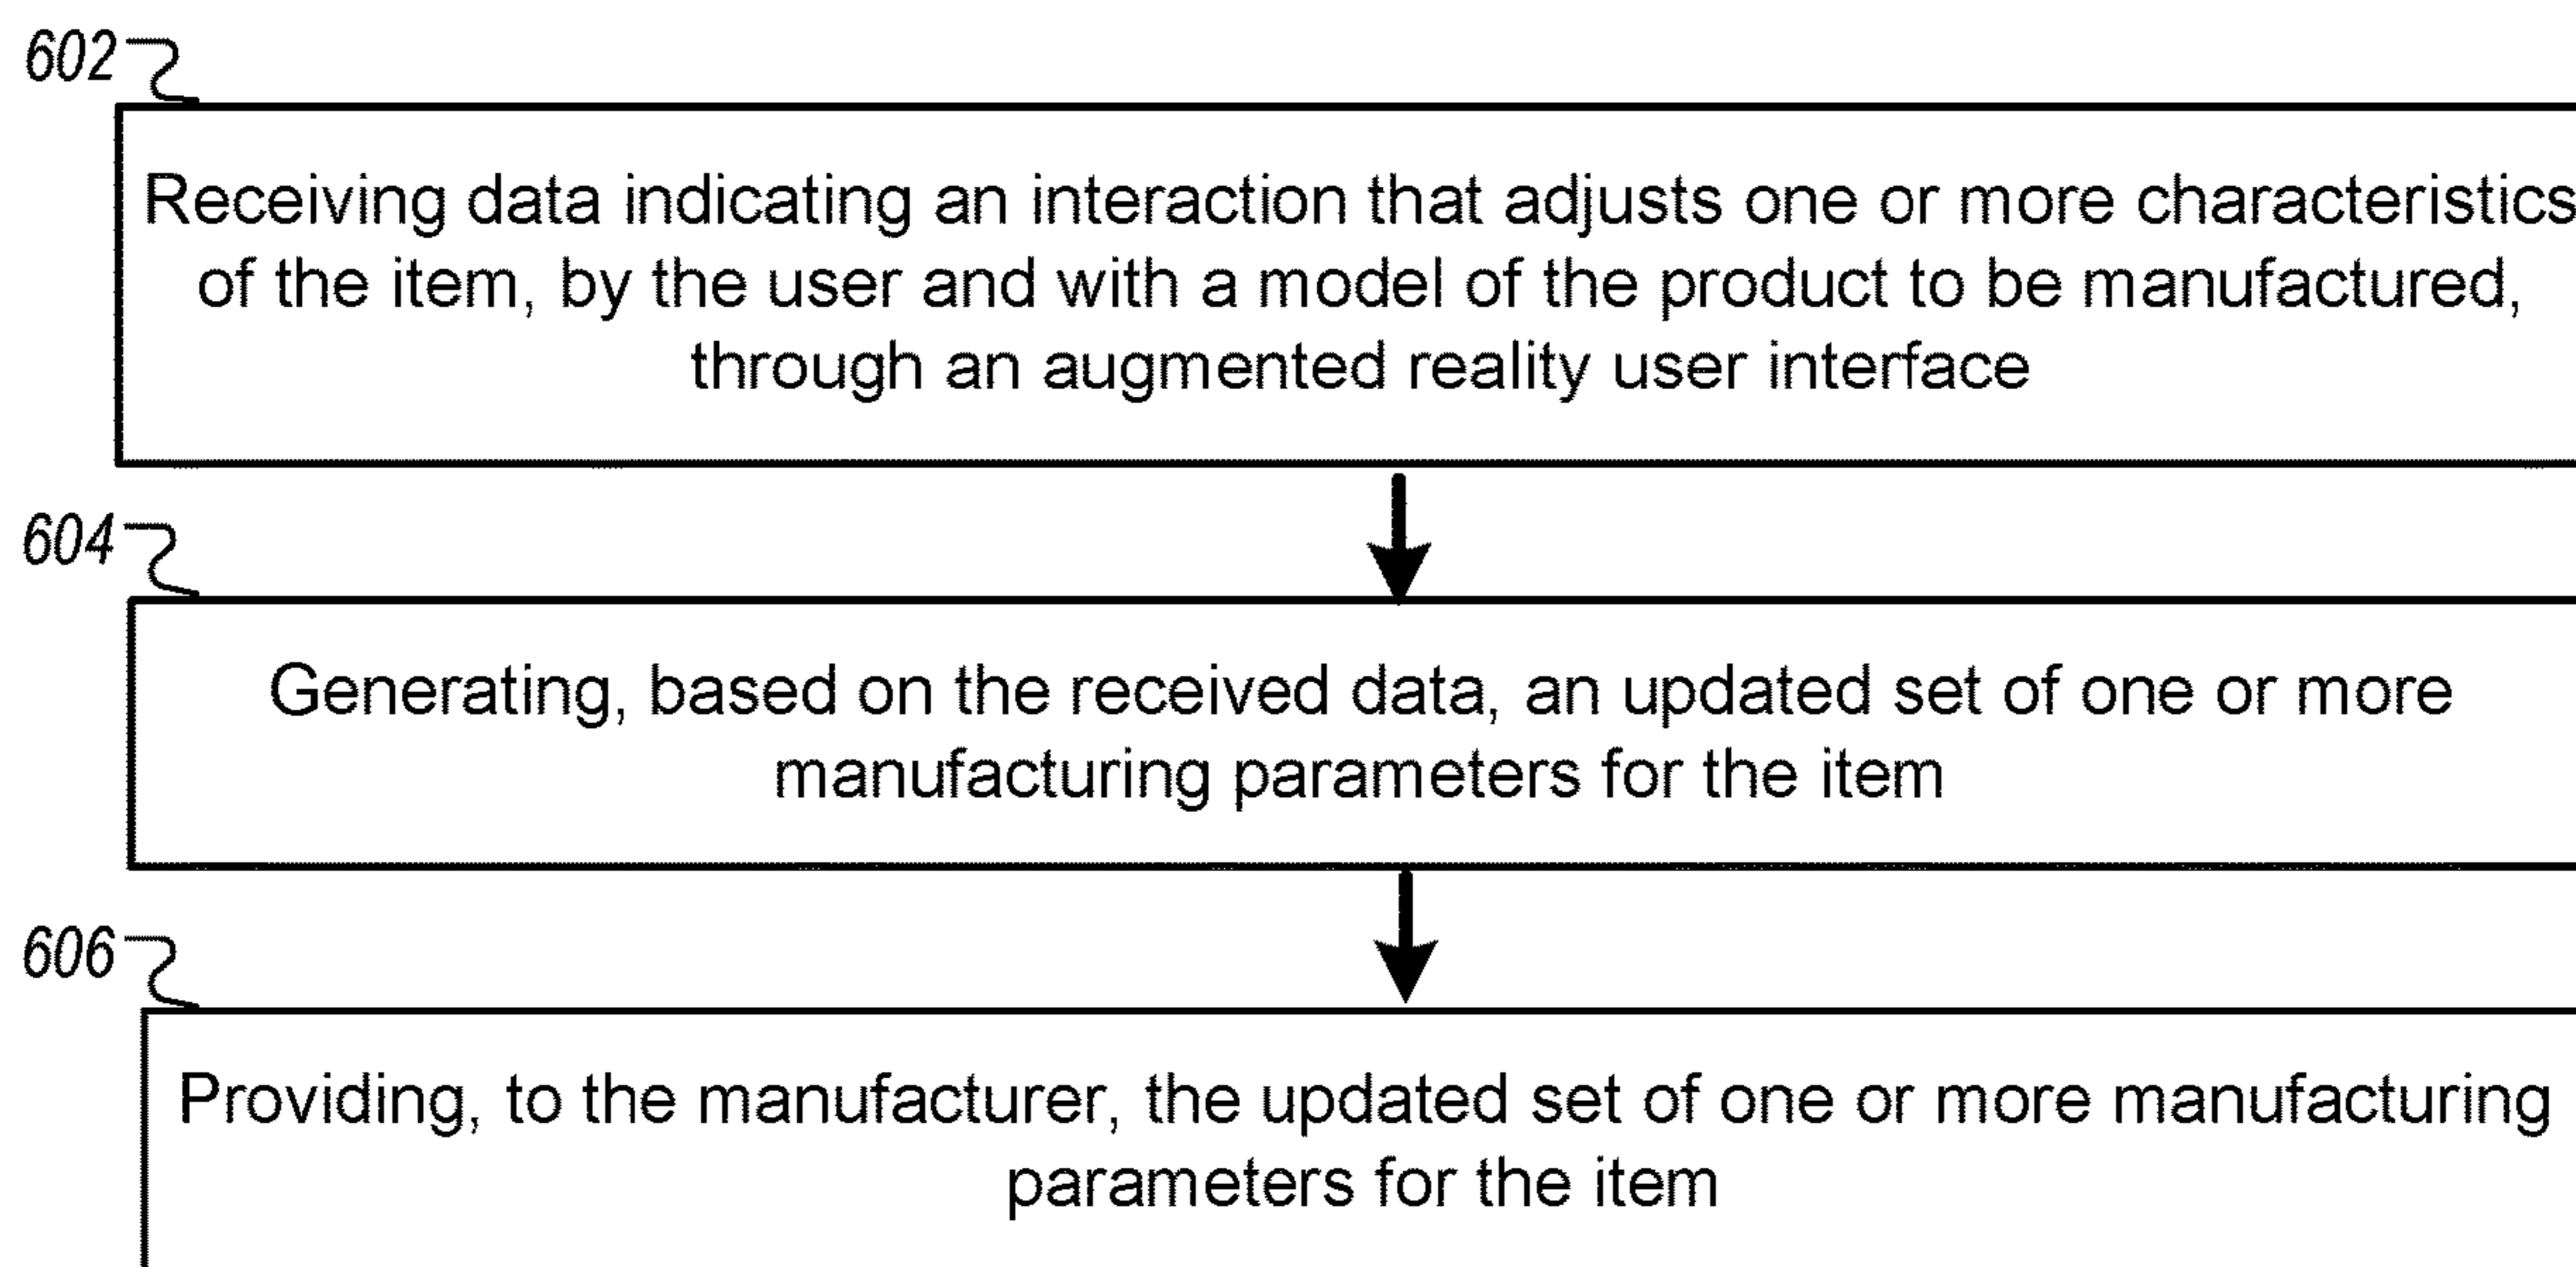 602
Receiving data indicating an interaction that adjusts one or more characteristics
of the item, by the user and with a model of the product to be manufactured,
through an augmented reality user interface
604
Generating, based on the received data, an updated set of one or more
manufacturing parameters for the item
606
Providing, to the manufacturer, the updated set of one or more manufacturing
parameters for the item